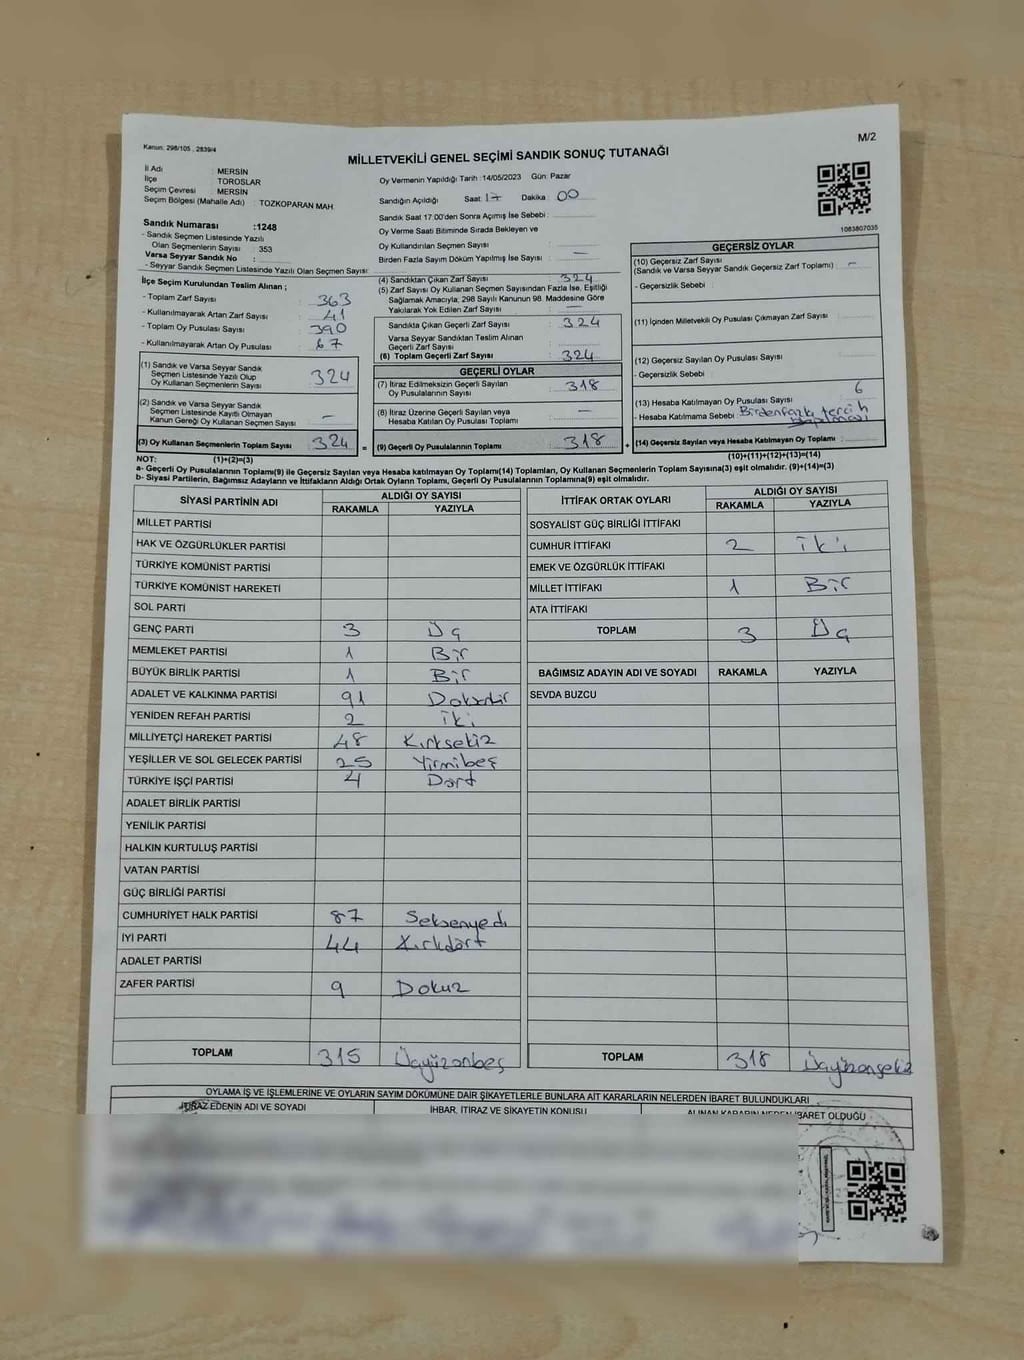 Kanun: 298/105 , 2839/4
M/2
MİLLETVEKİLİ GENEL SEÇİMİ SANDIK SONUÇ TUTANAĞI
İl Adı : MERSİN
İlçe : TOROSLAR
Seçim Çevresi : MERSİN
Seçim Bölgesi (Mahalle Adı) : TOZKOPARAN MAH.
Oy Vermenin Yapıldığı Tarih :14/05/2023 Gün: Pazar
Sandığın Açıldığı Saat: 17 Dakika : 00
Sandık Saat 17:00'den Sonra Açımış İse Sebebi :
Oy Verme Saati Bitiminde Sırada Bekleyen ve
Oy Kullandırılan Seçmen Sayısı :
Birden Fazla Sayım Döküm Yapılmış İse Sayısı : —
1083807035
Sandık Numarası :1248
- Sandık Seçmen Listesinde Yazılı
Olan Seçmenlerin Sayısı : 353
Varsa Seyyar Sandık No :
- Seyyar Sandık Seçmen Listesinde Yazılı Olan Seçmen Sayısı:
İlçe Seçim Kurulundan Teslim Alınan ;
- Toplam Zarf Sayısı : 363
- Kullanılmayarak Artan Zarf Sayısı : 41
- Toplam Oy Pusulası Sayısı : 390
- Kullanılmayarak Artan Oy Pusulası : 67
(1) Sandık ve Varsa Seyyar Sandık
Seçmen Listesinde Yazılı Olup
Oy Kullanan Seçmenlerin Sayısı : 324
(2) Sandık ve Varsa Seyyar Sandık
Seçmen Listesinde Kayıtlı Olmayan
Kanun Gereği Oy Kullanan Seçmen Sayısı : —
(3) Oy Kullanan Seçmenlerin Toplam Sayısı : 324 =
(1)+(2)=(3)
(4) Sandıktan Çıkan Zarf Sayısı : 324
(5) Zarf Sayısı Oy Kullanan Seçmen Sayısından Fazla İse, Eşitliği
Sağlamak Amacıyla; 298 Sayılı Kanunun 98. Maddesine Göre
Yakılarak Yok Edilen Zarf Sayısı :
Sandıkta Çıkan Geçerli Zarf Sayısı : 324
Varsa Seyyar Sandıktan Teslim Alınan
Geçerli Zarf Sayısı :
(6) Toplam Geçerli Zarf Sayısı : 324
GEÇERLİ OYLAR
(7) İtiraz Edilmeksizin Geçerli Sayılan
Oy Pusulalarının Sayısı : 318
(8) İtiraz Üzerine Geçerli Sayılan veya
Hesaba Katılan Oy Pusulası Toplamı : —
(9) Geçerli Oy Pusulalarının Toplamı : 318 +
GEÇERSİZ OYLAR
(10) Geçersiz Zarf Sayısı : —
(Sandık ve Varsa Seyyar Sandık Geçersiz Zarf Toplamı)
- Geçersizlik Sebebi :
(11) İçinden Milletvekili Oy Pusulası Çıkmayan Zarf Sayısı :
(12) Geçersiz Sayılan Oy Pusulası Sayısı :
- Geçersizlik Sebebi :
(13) Hesaba Katılmayan Oy Pusulası Sayısı : 6
- Hesaba Katılmama Sebebi : Birdenfazla tercih
yapılması
(14) Geçersiz Sayılan veya Hesaba Katılmayan Oy Toplamı :
(10)+(11)+(12)+(13)=(14)
NOT:
a- Geçerli Oy Pusulalarının Toplamı(9) ile Geçersiz Sayılan veya Hesaba katılmayan Oy Toplamı(14) Toplamları, Oy Kullanan Seçmenlerin Toplam Sayısına(3) eşit olmalıdır. (9)+(14)=(3)
b- Siyasi Partilerin, Bağımsız Adayların ve İttifakların Aldığı Ortak Oyların Toplamı, Geçerli Oy Pusulalarının Toplamına(9) eşit olmalıdır.
SİYASİ PARTİNİN ADI ALDIĞI OY SAYISI
RAKAMLA YAZIYLA
MİLLET PARTİSİ
HAK VE ÖZGÜRLÜKLER PARTİSİ
TÜRKİYE KOMÜNİST PARTİSİ
TÜRKİYE KOMÜNİST HAREKETİ
SOL PARTİ
GENÇ PARTİ 3 Üç
MEMLEKET PARTİSİ 1 Bir
BÜYÜK BİRLİK PARTİSİ 1 Bir
ADALET VE KALKINMA PARTİSİ 91 Doksanbir
YENİDEN REFAH PARTİSİ 2 İki
MİLLİYETÇİ HAREKET PARTİSİ 48 Kırksekiz
YEŞİLLER VE SOL GELECEK PARTİSİ 25 Yirmibeş
TÜRKİYE İŞÇİ PARTİSİ 4 Dört
ADALET BİRLİK PARTİSİ
YENİLİK PARTİSİ
HALKIN KURTULUŞ PARTİSİ
VATAN PARTİSİ
GÜÇ BİRLİĞİ PARTİSİ
CUMHURİYET HALK PARTİSİ 87 Seksenyedi
İYİ PARTİ 44 Kırkdört
ADALET PARTİSİ
ZAFER PARTİSİ 9 Dokuz
TOPLAM 315 Üçyüzonbeş
İTTİFAK ORTAK OYLARI ALDIĞI OY SAYISI
RAKAMLA YAZIYLA
SOSYALİST GÜÇ BİRLİĞİ İTTİFAKI
CUMHUR İTTİFAKI 2 İki
EMEK VE ÖZGÜRLÜK İTTİFAKI
MİLLET İTTİFAKI 1 Bir
ATA İTTİFAKI
TOPLAM 3 Üç
BAĞIMSIZ ADAYIN ADI VE SOYADI RAKAMLA YAZIYLA
SEVDA BUZCU
TOPLAM 318 Üçyüzonsekiz
OYLAMA İŞ VE İŞLEMLERİNE VE OYLARIN SAYIM DÖKÜMÜNE DAİR ŞİKAYETLERLE BUNLARA AİT KARARLARIN NELERDEN İBARET BULUNDUKLARI
İTİRAZ EDENİN ADI VE SOYADI İHBAR, İTİRAZ VE ŞİKAYETİN KONUSU ALINAN KARARIN NEDEN İBARET OLDUĞU